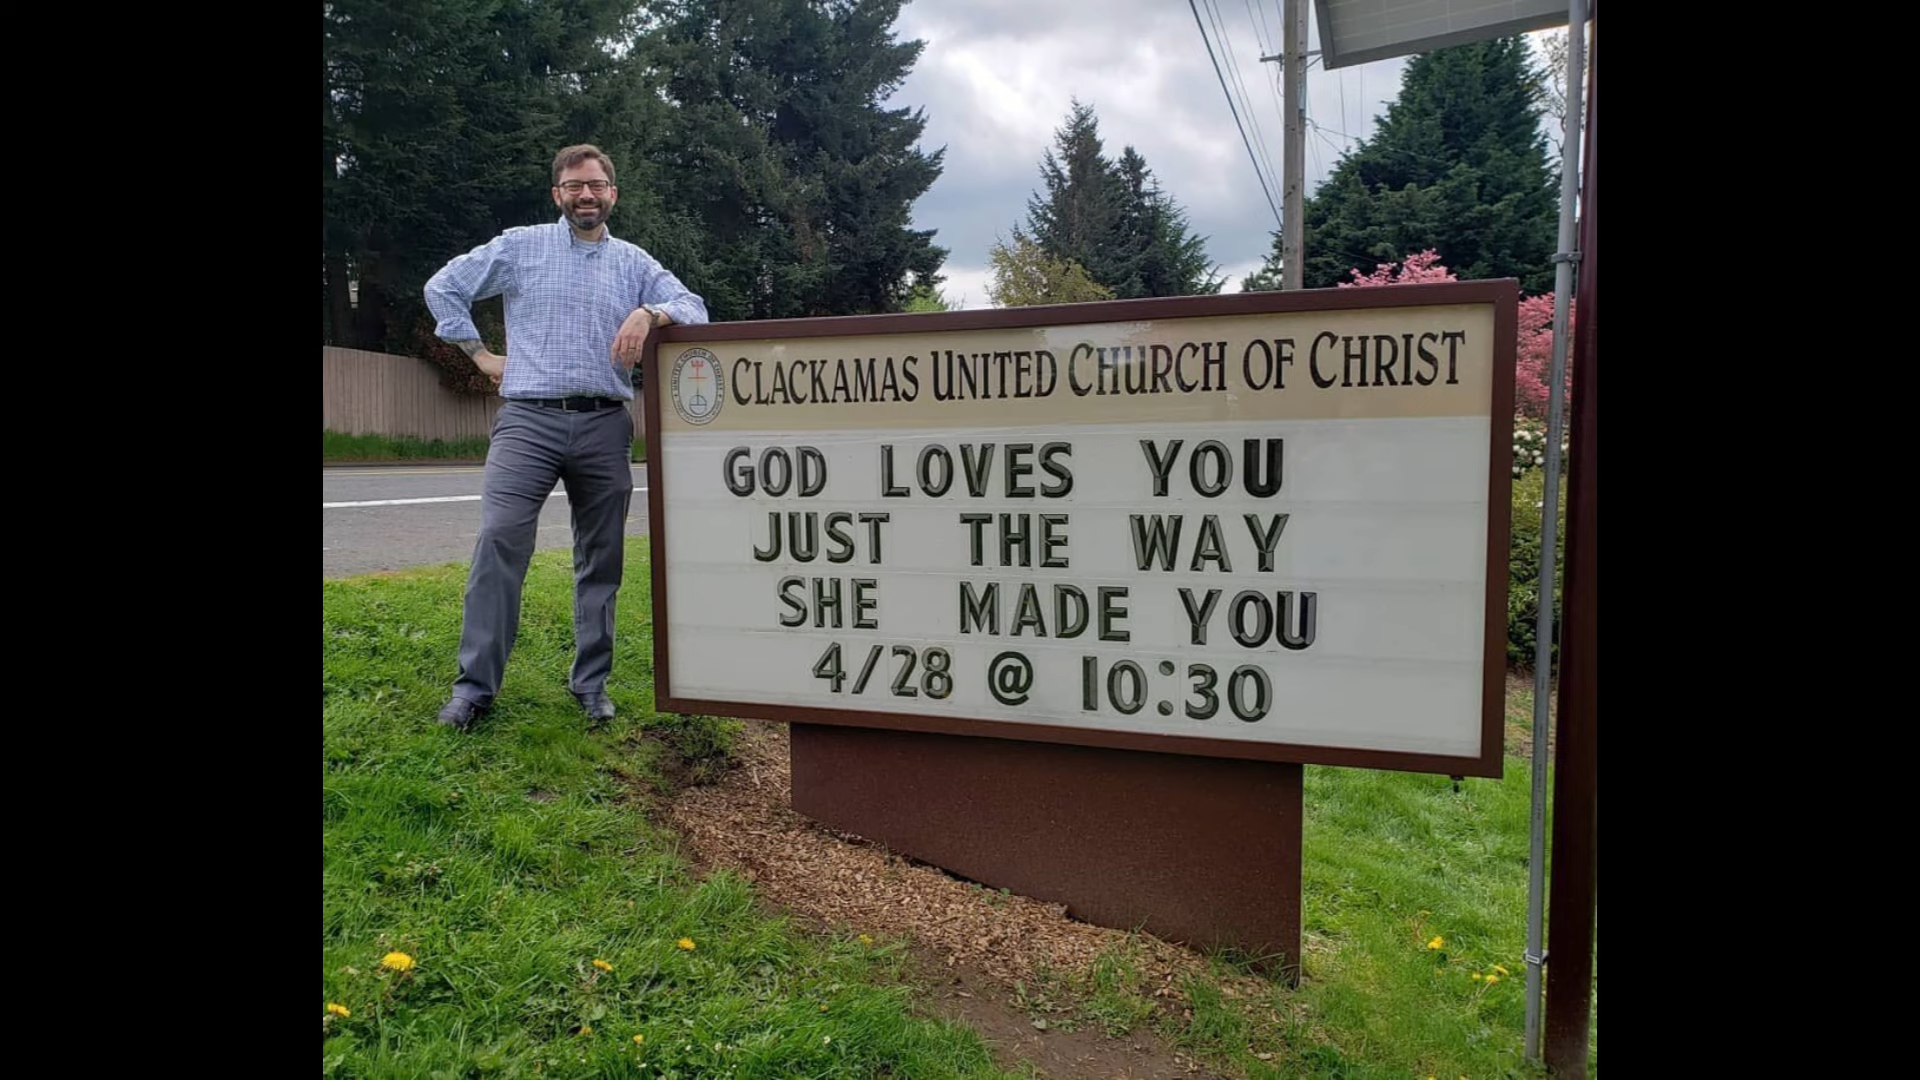 CLACKAMAS UNITED CHURCH OF CHRIST
GOD LOVES YOU
JUST THE WAY
SHE MADE YOU
4/28 @ 10:30